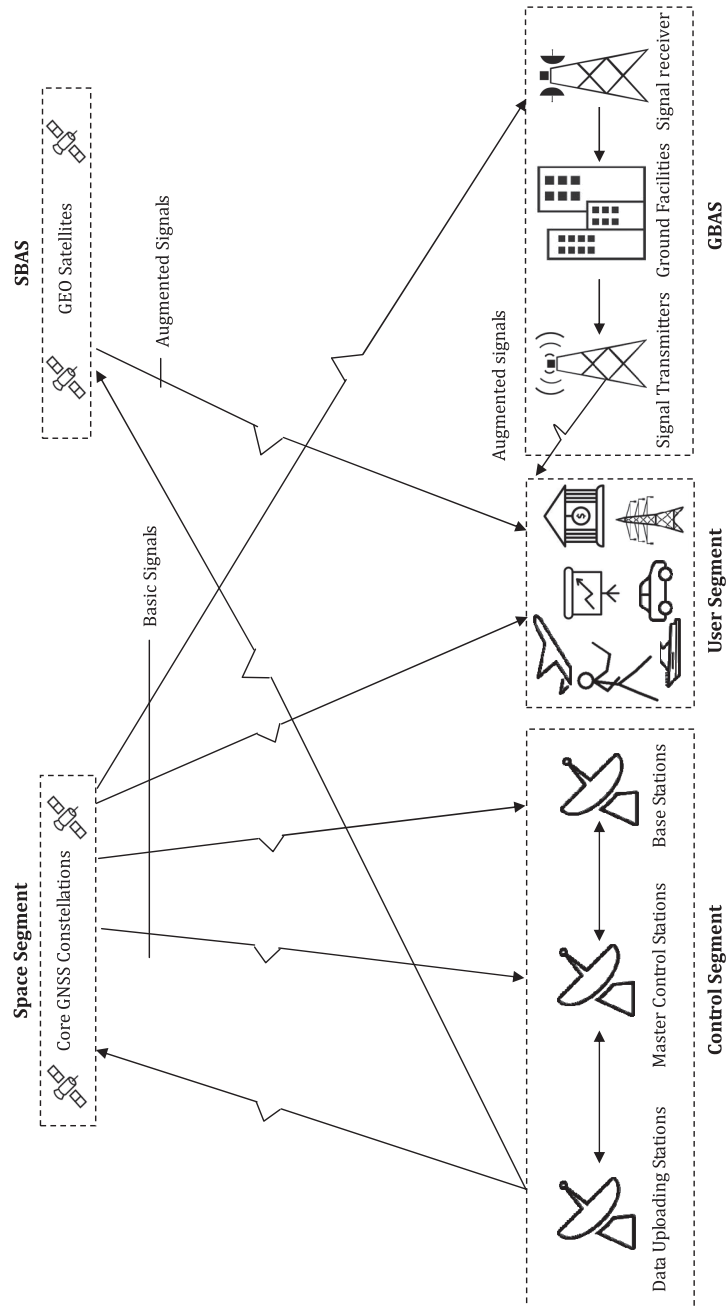 Space Segment
SBAS
Core GNSS Constellations
GEO Satellites
Basic Signals
Augmented Signals
Augmented signals
$
Data Uploading Stations
Master Control Stations
Base Stations
Signal Transmitters
Ground Facilities
Signal receiver
Control Segment
User Segment
GBAS